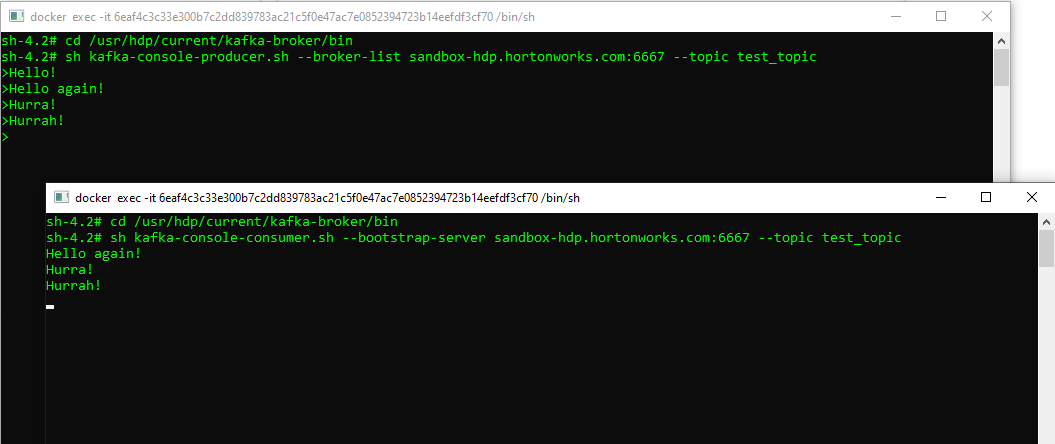 docker exec -it 6eaf4c3c33e300b7c2dd839783ac21c5f0e47ac7e0852394723b14eefdf3cf70 /bin/sh
sh-4.2# cd /usr/hdp/current/kafka-broker/bin
sh-4.2# sh kafka-console-producer.sh --broker-list sandbox-hdp.hortonworks.com:6667 --topic test_topic
>Hello!
>Hello again!
>Hurra!
>Hurrah!
>
docker exec -it 6eaf4c3c33e300b7c2dd839783ac21c5f0e47ac7e0852394723b14eefdf3cf70 /bin/sh
sh-4.2# cd /usr/hdp/current/kafka-broker/bin
sh-4.2# sh kafka-console-consumer.sh --bootstrap-server sandbox-hdp.hortonworks.com:6667 --topic test_topic
Hello again!
Hurra!
Hurrah!